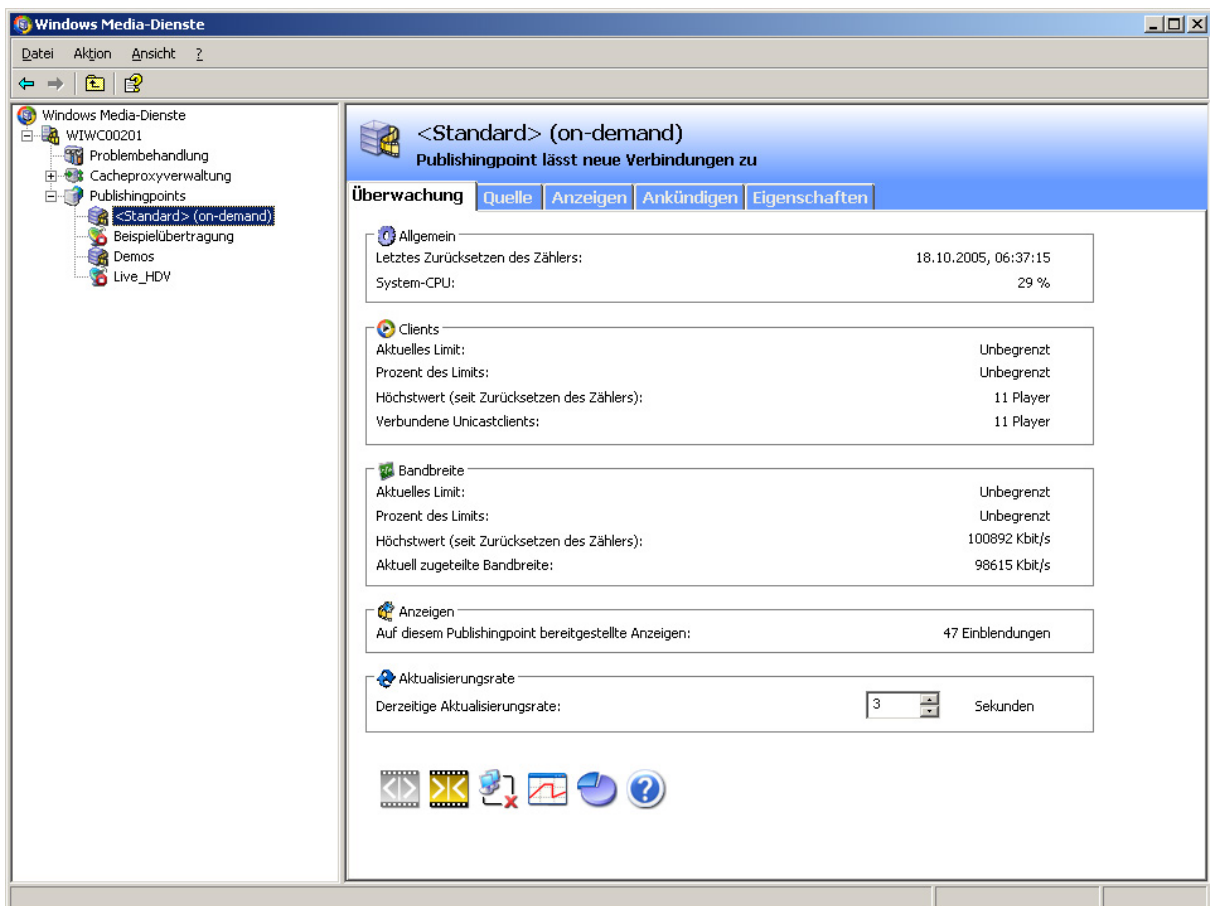 Windows Media-Dienste
Datei Aktion Ansicht ?
Windows Media-Dienste
WIWC00201
Problembehandlung
Cacheproxyverwaltung
Publishingpoints
<Standard> (on-demand)
Beispielübertragung
Demos
Live_HDV
<Standard> (on-demand)
Publishingpoint lässt neue Verbindungen zu
Überwachung Quelle Anzeigen Ankündigen Eigenschaften
Allgemein
Letztes Zurücksetzen des Zählers: 18.10.2005, 06:37:15
System-CPU: 29 %
Clients
Aktuelles Limit: Unbegrenzt
Prozent des Limits: Unbegrenzt
Höchstwert (seit Zurücksetzen des Zählers): 11 Player
Verbundene Unicastclients: 11 Player
Bandbreite
Aktuelles Limit: Unbegrenzt
Prozent des Limits: Unbegrenzt
Höchstwert (seit Zurücksetzen des Zählers): 100892 Kbit/s
Aktuell zugeteilte Bandbreite: 98615 Kbit/s
Anzeigen
Auf diesem Publishingpoint bereitgestellte Anzeigen: 47 Einblendungen
Aktualisierungsrate
Derzeitige Aktualisierungsrate: 3 Sekunden